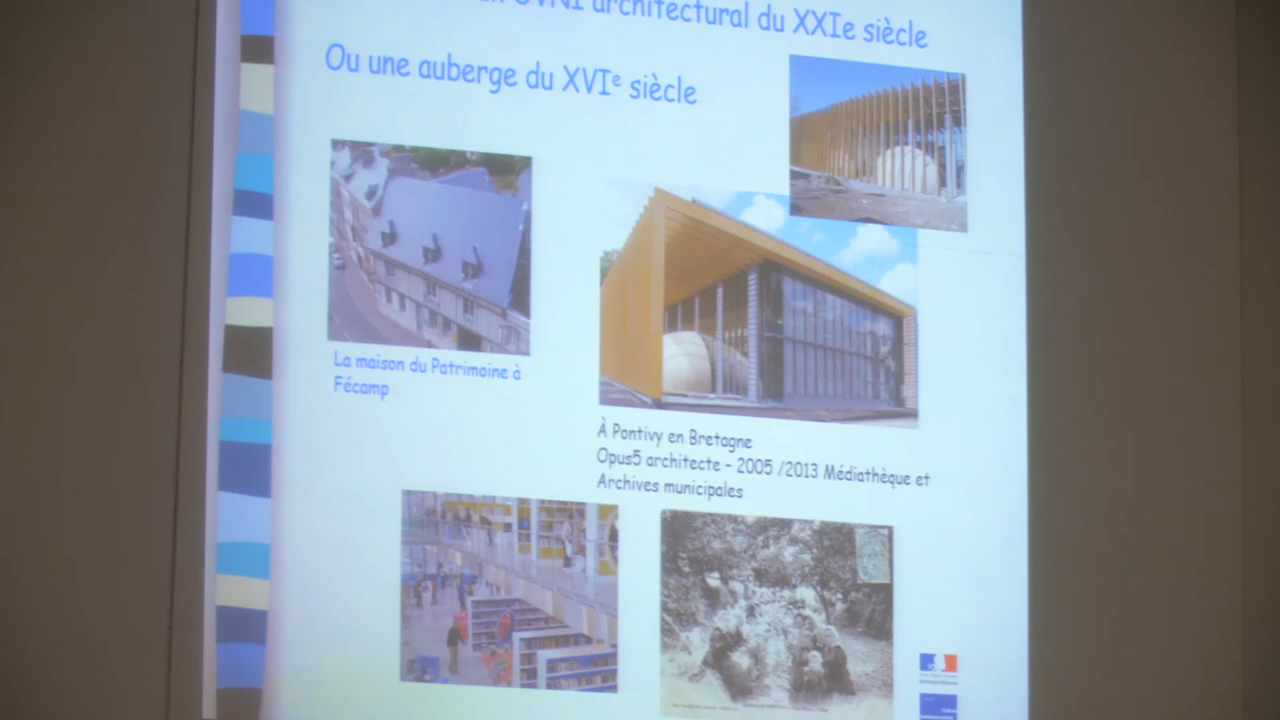 OVNI architectural du XXIe siècle
Ou une auberge du XVIe siècle
La maison du Patrimoine à
Fécamp
À Pontivy en Bretagne
Opus5 architecte - 2005 /2013 Médiathèque et
Archives municipales